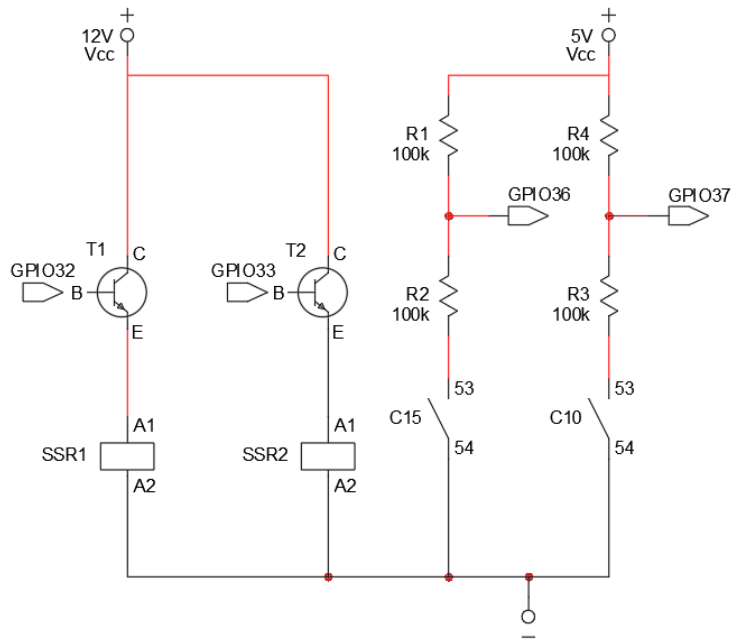 +
12V
Vcc
+
5V
Vcc
R1
100k
R4
100k
GPIO36
GPIO37
T1
C
GPIO32
B
E
T2
C
GPIO33
B
E
R2
100k
R3
100k
53
C15
54
53
C10
54
A1
SSR1
A2
A1
SSR2
A2
–